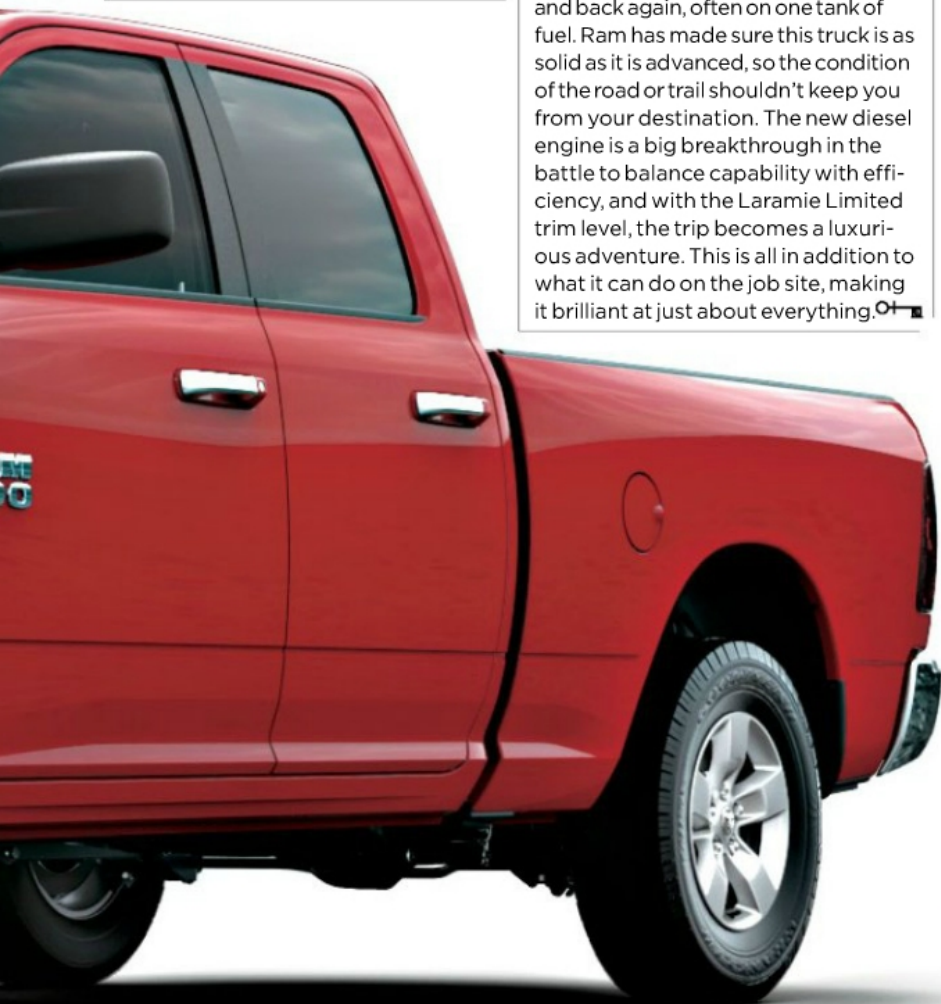 and back again, often on one tank of
fuel. Ram has made sure this truck is as
solid as it is advanced, so the condition
of the road or trail shouldn't keep you
from your destination. The new diesel
engine is a big breakthrough in the
battle to balance capability with effi-
ciency, and with the Laramie Limited
trim level, the trip becomes a luxuri-
ous adventure. This is all in addition to
what it can do on the job site, making
it brilliant at just about everything.